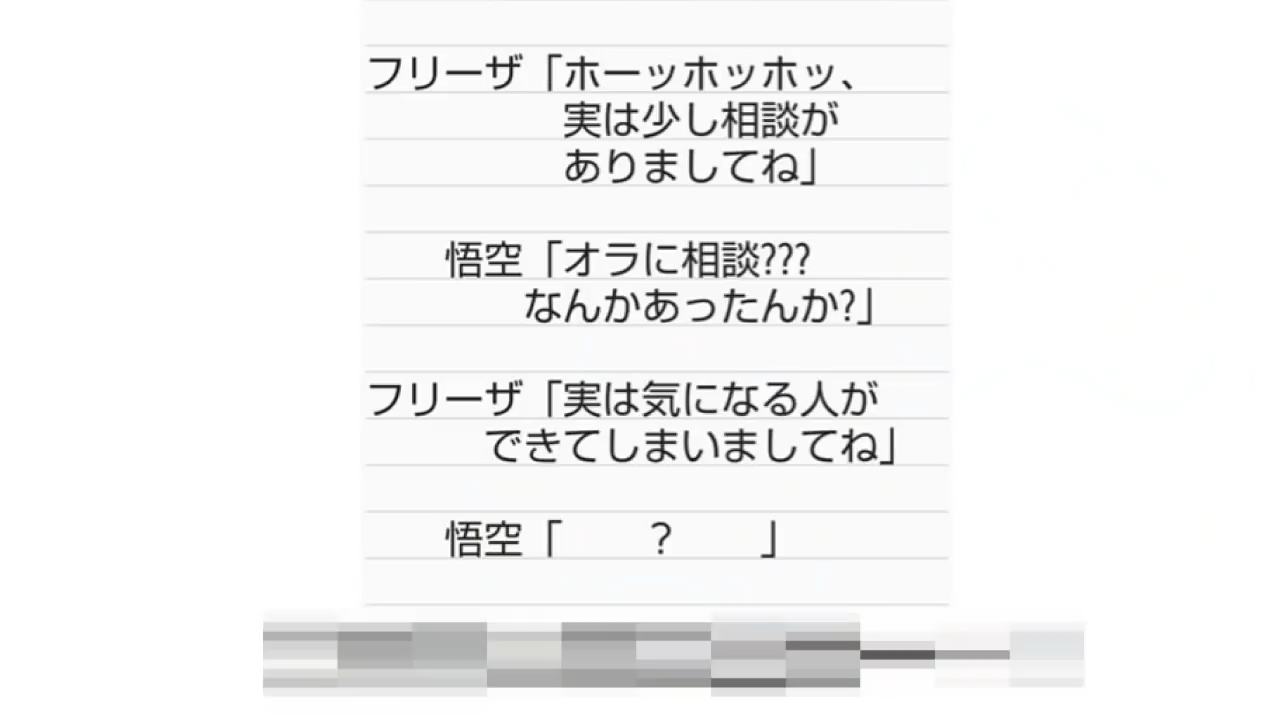 フリーザ「ホーッホッホッ、
実は少し相談が
ありましてね」
悟空「オラに相談???
なんかあったんか?」
フリーザ「実は気になる人が
できてしまいましてね」
悟空「　　?　　」